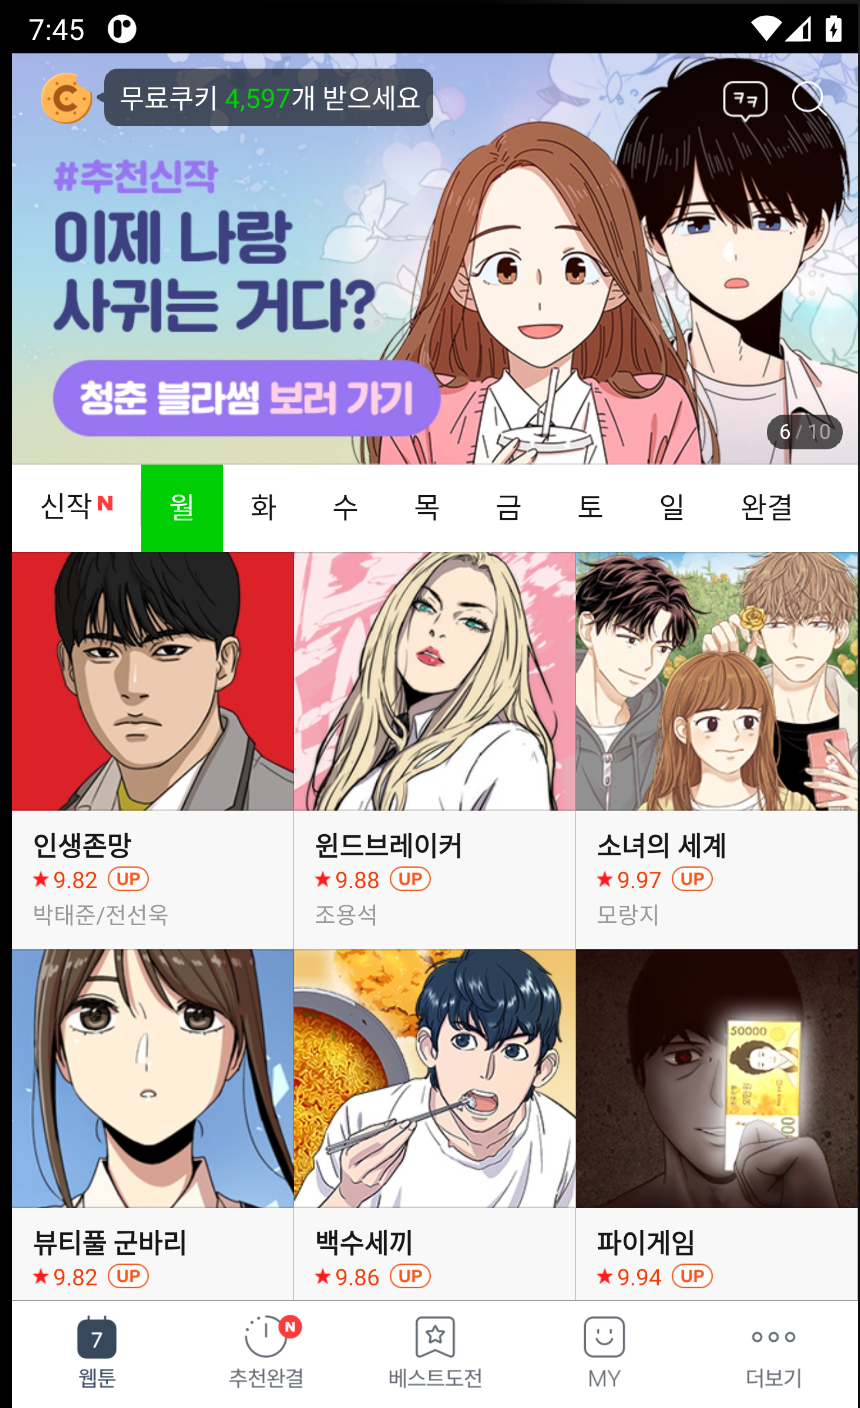 7:45
무료쿠키 4,597개 받으세요
ㅋㅋ
#추천신작
이제 나랑
사귀는 거다?
청춘 블라썸 보러 가기
6 / 10
신작 N 월 화 수 목 금 토 일 완결
인생존망 윈드브레이커 소녀의 세계
★9.82 UP ★9.88 UP ★9.97 UP
박태준/전선욱 조용석 모랑지
50000
뷰티풀 군바리 백수세끼 파이게임
★9.82 UP ★9.86 UP ★9.94 UP
7 N
웹툰 추천완결 베스트도전 MY 더보기